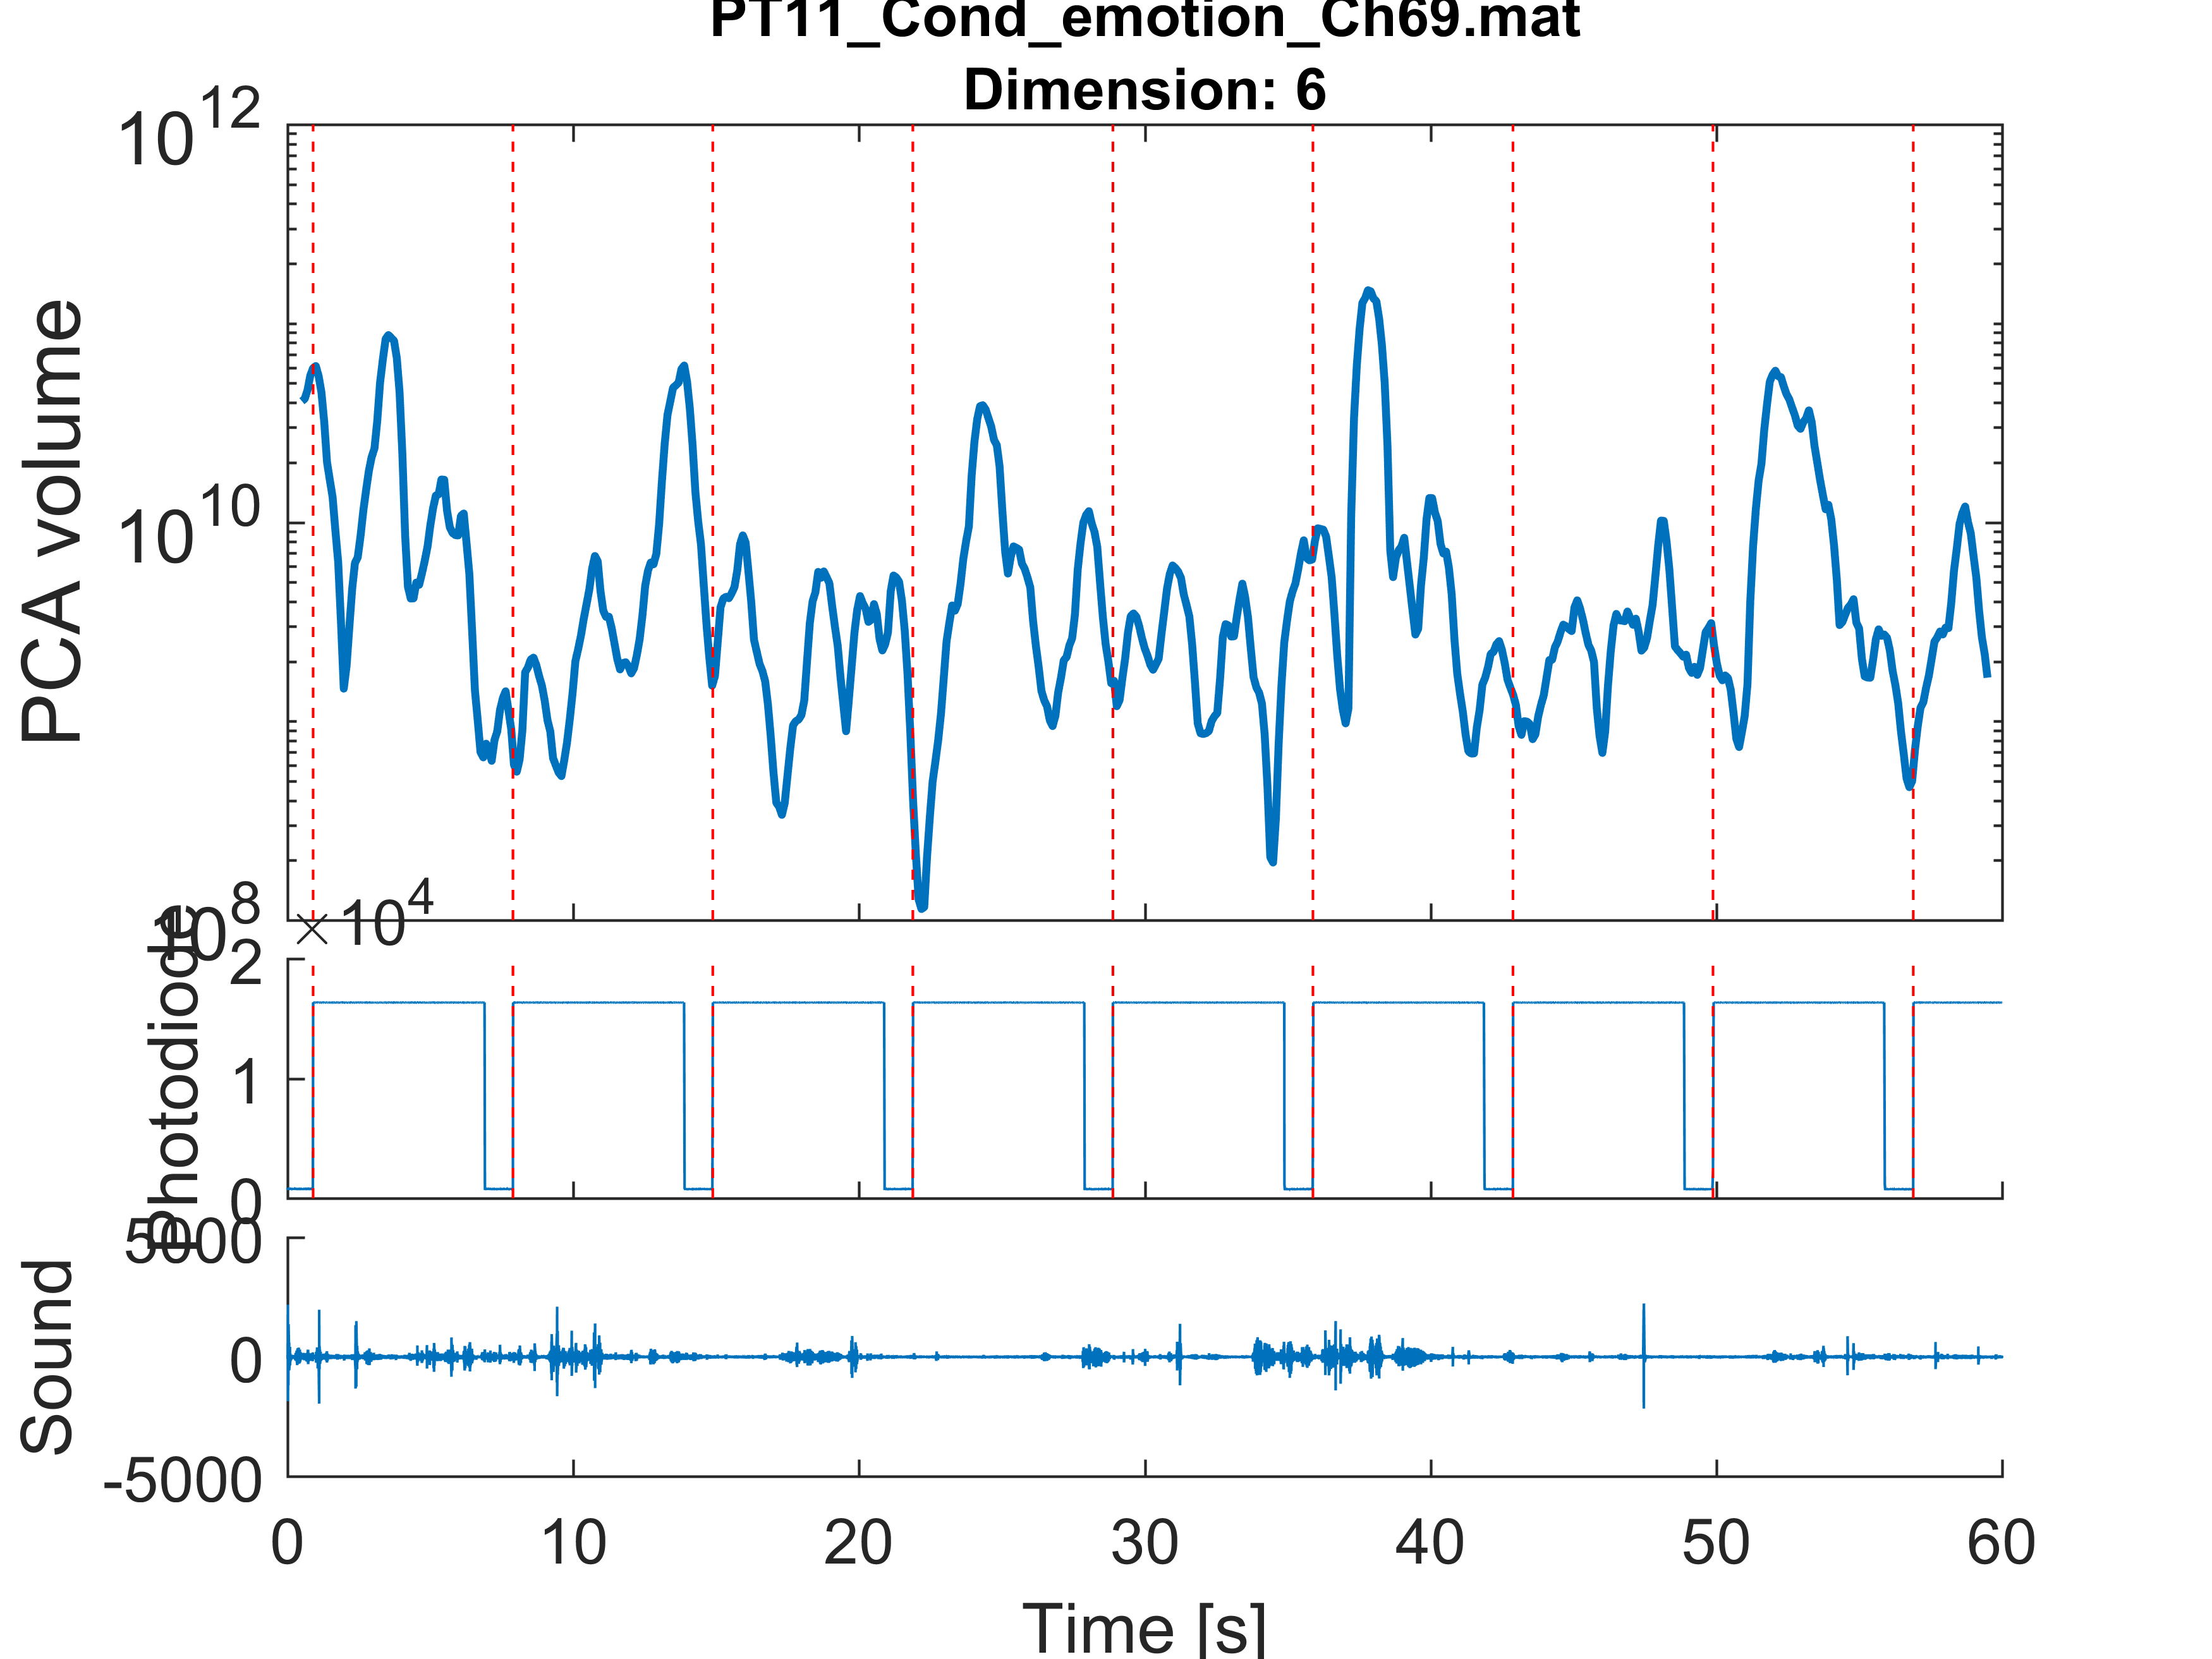 PT11_Cond_emotion_Ch69.mat
Dimension: 6
10^12
10^10
10^8
PCA volume
×10^4
2
1
0
Photodiode
5000
0
-5000
Sound
0 10 20 30 40 50 60
Time [s]